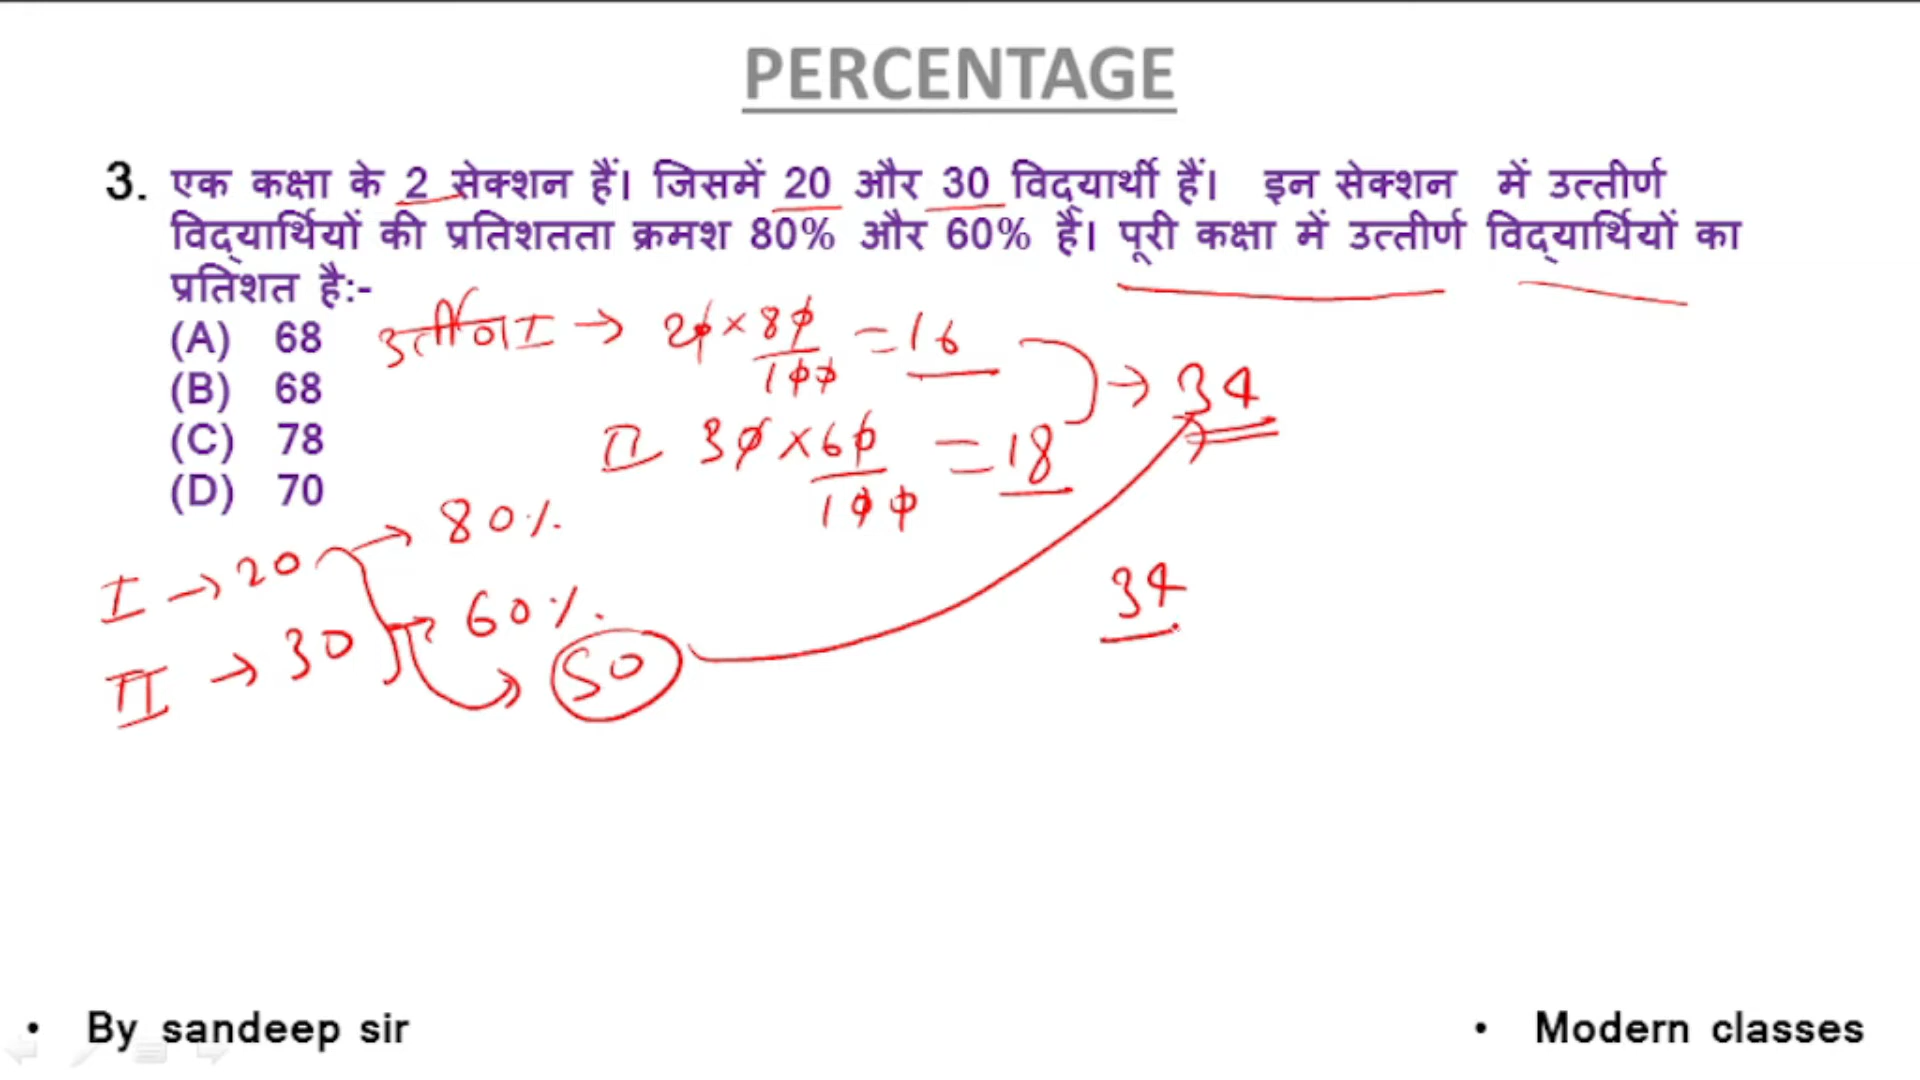 PERCENTAGE
3. एक कक्षा के 2 सेक्शन हैं। जिसमें 20 और 30 विद्यार्थी हैं। इन सेक्शन में उत्तीर्ण
विद्यार्थियों की प्रतिशतता क्रमश 80% और 60% है। पूरी कक्षा में उत्तीर्ण विद्यार्थियों का
प्रतिशत है:-
(A) 68
(B) 68
(C) 78
(D) 70
I → 20 × 80/100 = 16
→ 34
II 30 × 60/100 = 18
I → 20 → 80%
II → 30 → 60%
→ 50
34
• By sandeep sir
• Modern classes